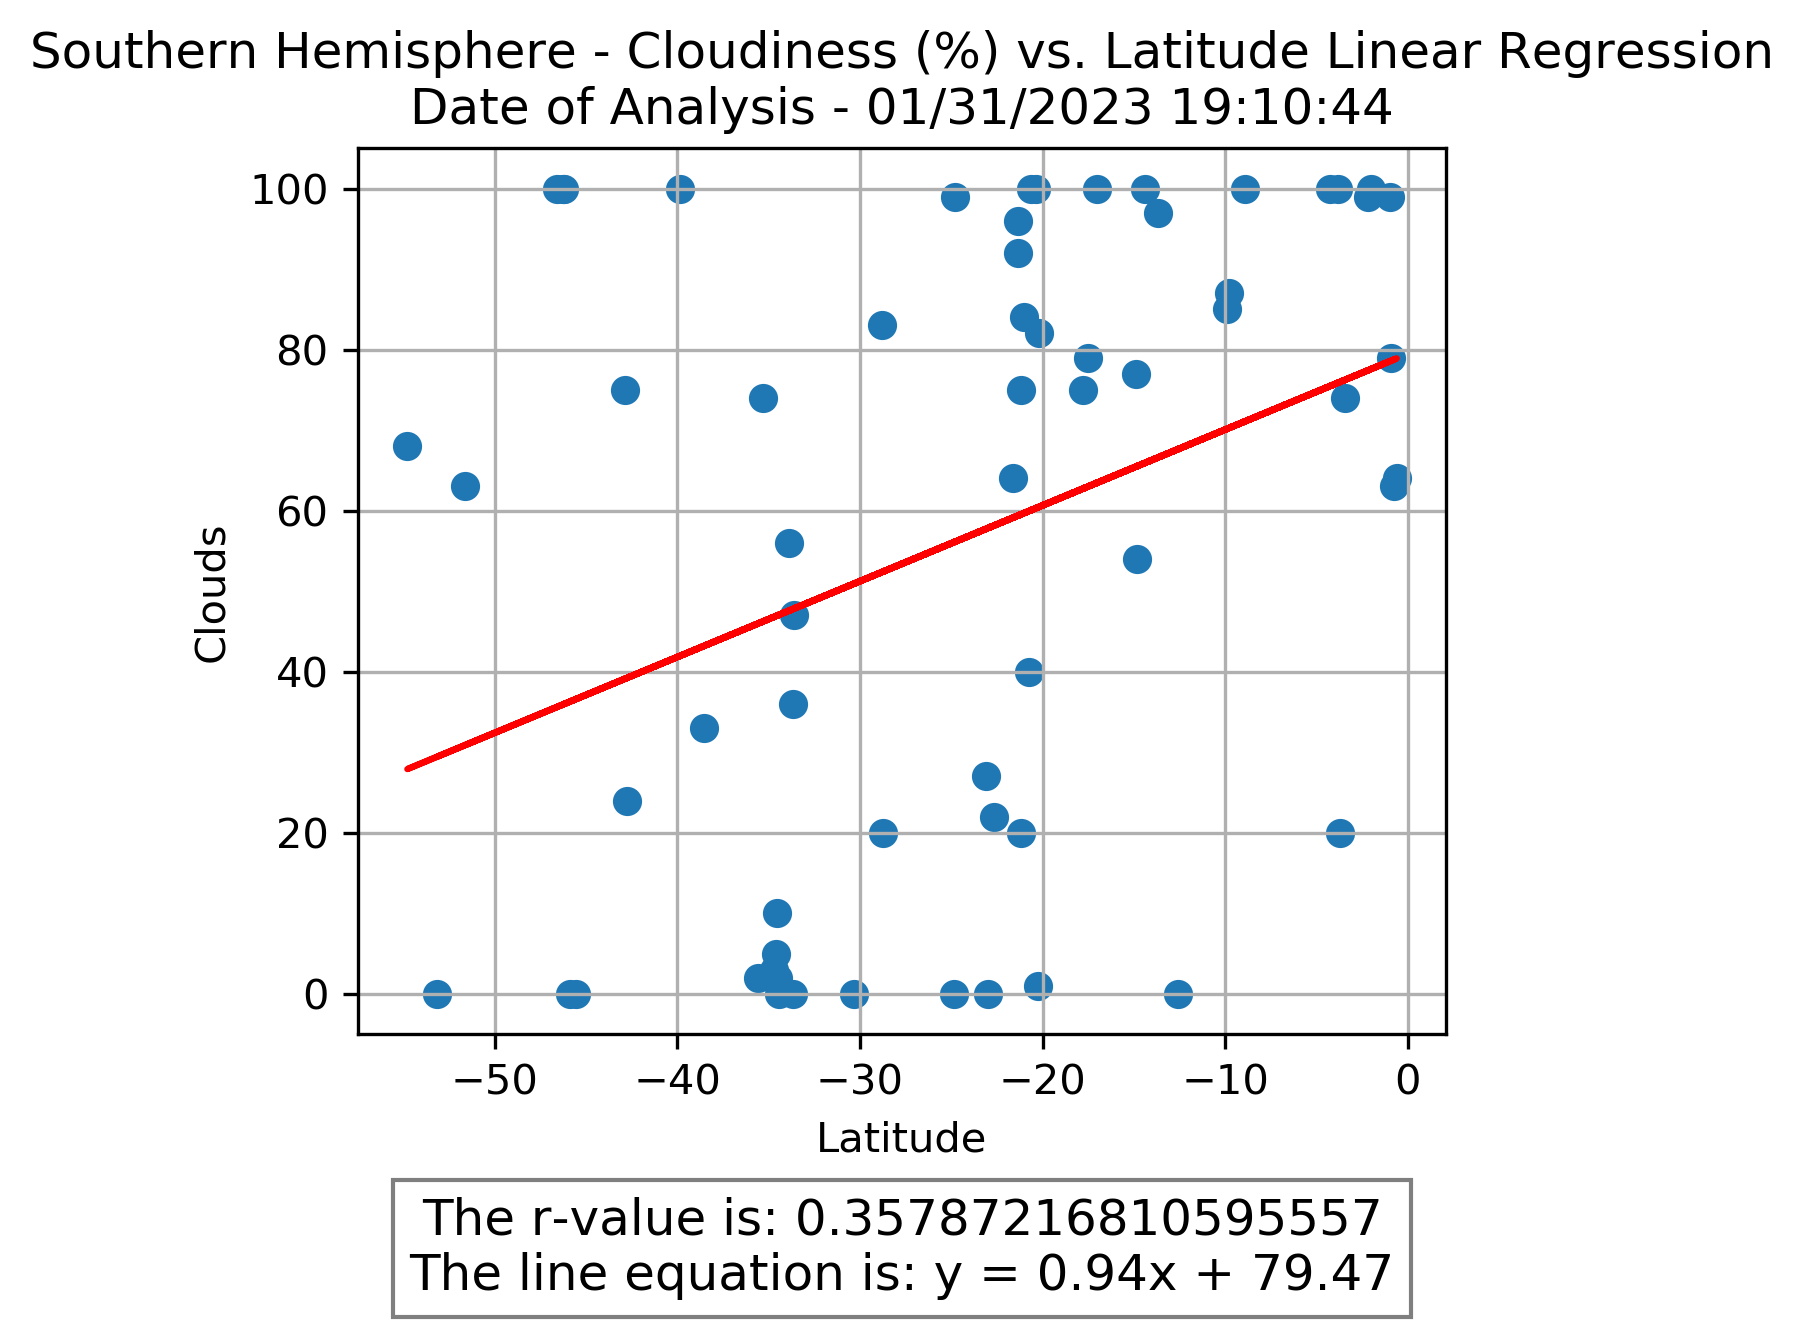 Southern Hemisphere - Cloudiness (%) vs. Latitude Linear Regression
Date of Analysis - 01/31/2023 19:10:44
100
80
60
40
20
0
Clouds
−50 −40 −30 −20 −10 0
Latitude
The r-value is: 0.35787216810595557
The line equation is: y = 0.94x + 79.47